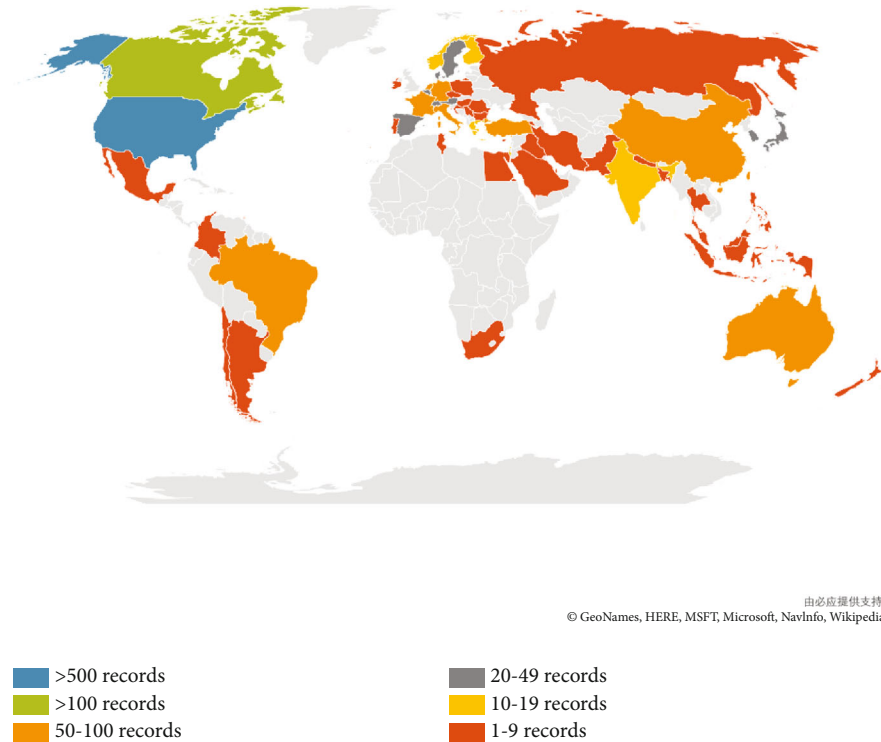 由必应提供支持
© GeoNames, HERE, MSFT, Microsoft, NavInfo, Wikipedia
>500 records
>100 records
50-100 records
20-49 records
10-19 records
1-9 records